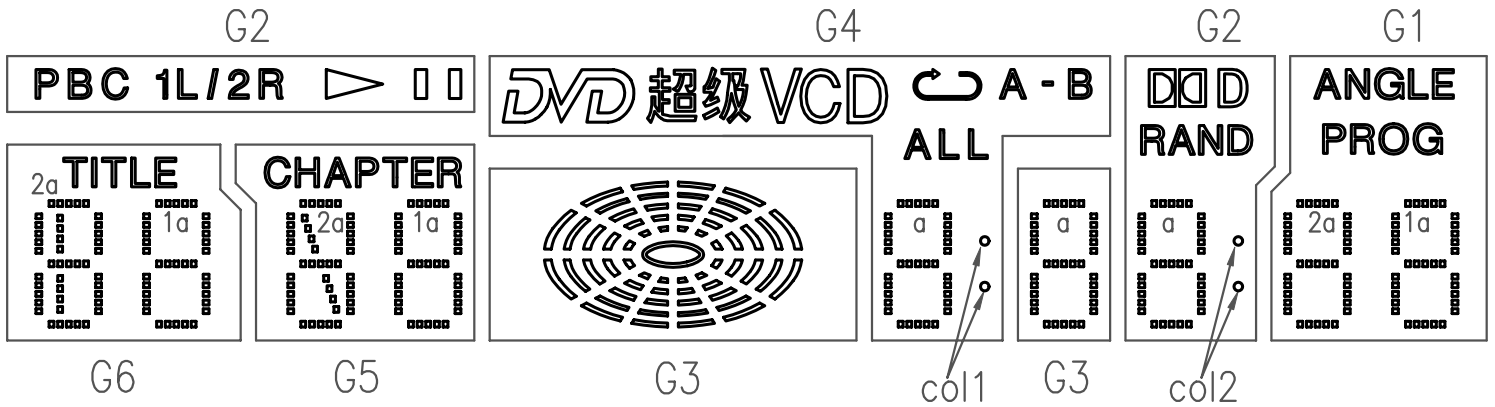 G2 G4 G2 G1
PBC 1L/2R DVD 超级 VCD A-B D ANGLE
ALL RAND PROG
TITLE CHAPTER
2a 1a 2a 1a a a a 2a 1a
G6 G5 G3 col1 G3 col2